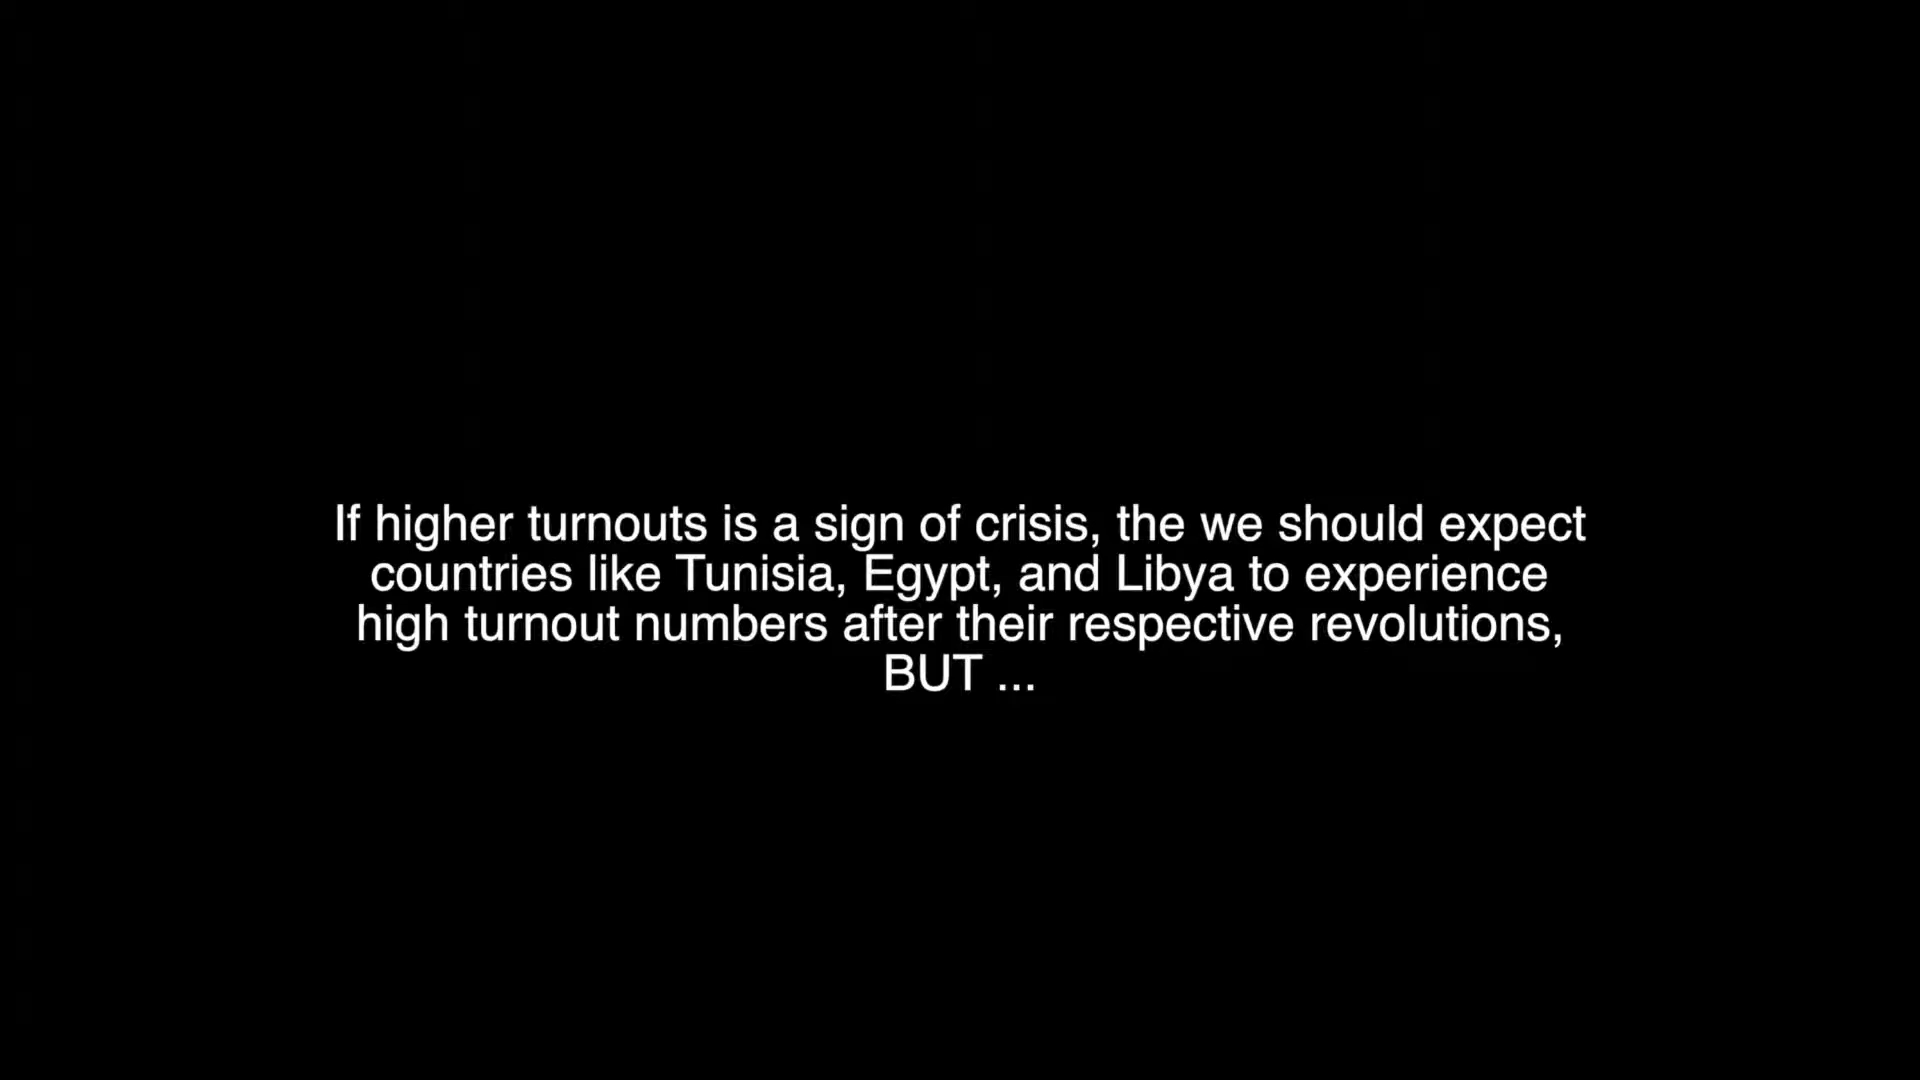 If higher turnouts is a sign of crisis, the we should expect
countries like Tunisia, Egypt, and Libya to experience
high turnout numbers after their respective revolutions,
BUT ...